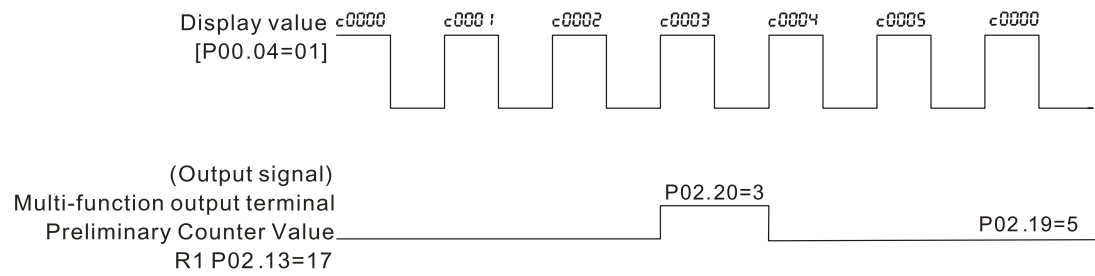 Display value c0000 c0001 c0002 c0003 c0004 c0005 c0000
[P00.04=01]
(Output signal)
Multi-function output terminal P02.20=3
Preliminary Counter Value P02.19=5
R1 P02.13=17